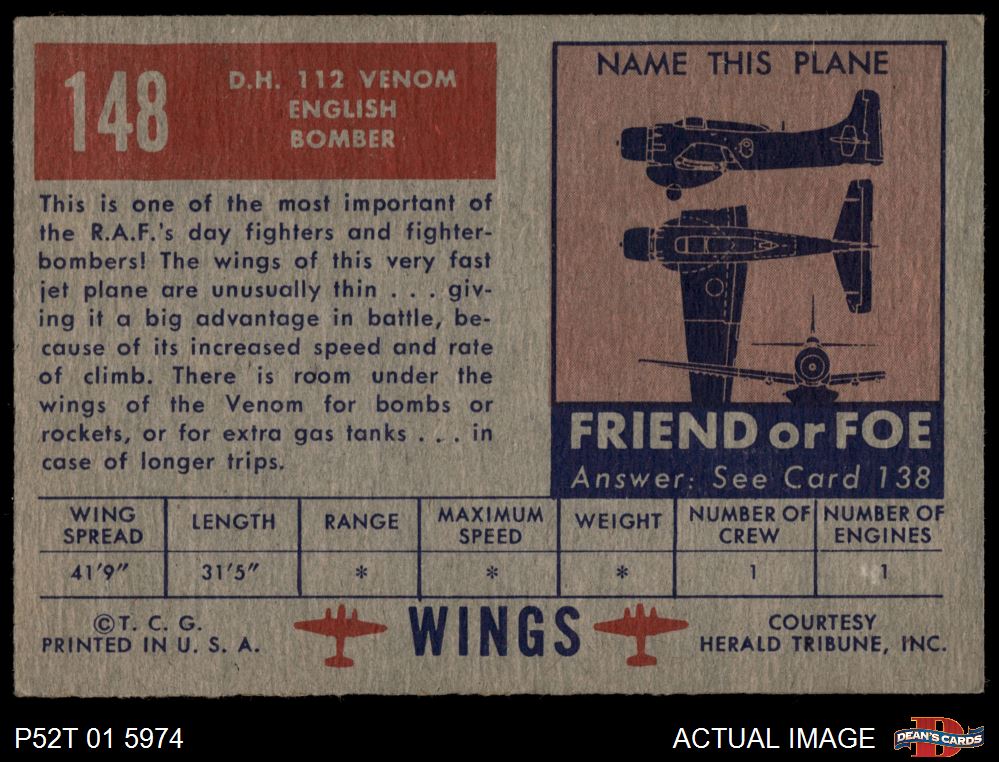 148
D.H. 112 VENOM
ENGLISH
BOMBER
This is one of the most important of
the R.A.F.'s day fighters and fighter-
bombers! The wings of this very fast
jet plane are unusually thin . . . giv-
ing it a big advantage in battle, be-
cause of its increased speed and rate
of climb. There is room under the
wings of the Venom for bombs or
rockets, or for extra gas tanks . . . in
case of longer trips.
NAME THIS PLANE
FRIEND or FOE
Answer: See Card 138
WING SPREAD LENGTH RANGE MAXIMUM SPEED WEIGHT NUMBER OF CREW NUMBER OF ENGINES
41'9" 31'5" * * * 1 1
©T. C. G.
PRINTED IN U. S. A.
WINGS
COURTESY
HERALD TRIBUNE, INC.
P52T 01 5974
ACTUAL IMAGE
D
DEAN'S CARDS